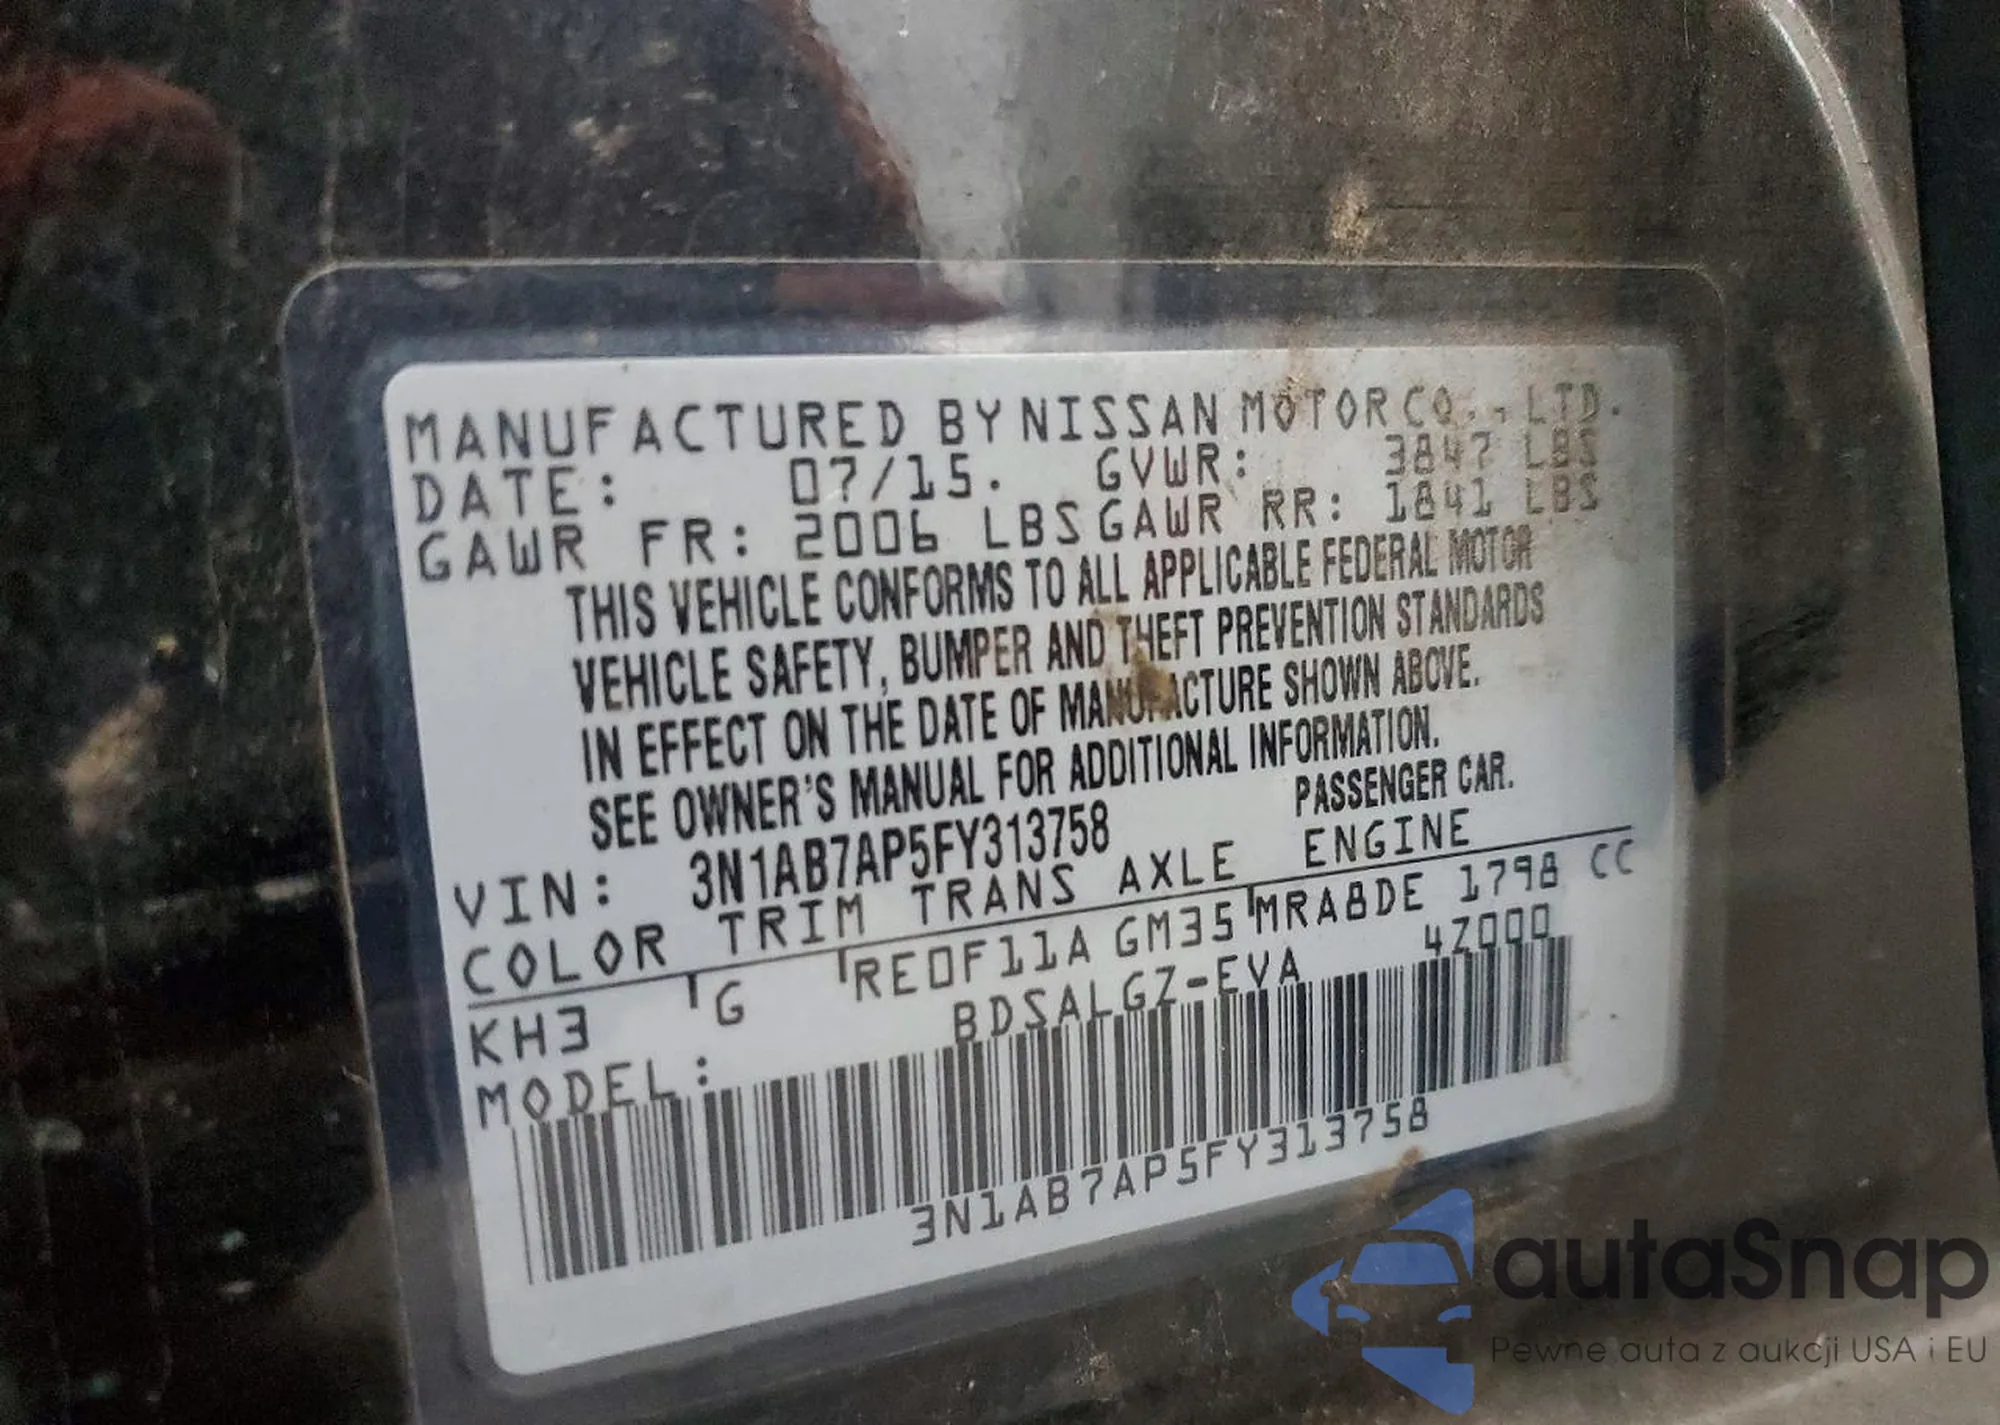 MANUFACTURED BY NISSAN MOTOR CO., LTD.
DATE: 07/15. GVWR: 3847 LBS
GAWR FR: 2006 LBS GAWR RR: 1841 LBS
THIS VEHICLE CONFORMS TO ALL APPLICABLE FEDERAL MOTOR
VEHICLE SAFETY, BUMPER AND THEFT PREVENTION STANDARDS
IN EFFECT ON THE DATE OF MANUFACTURE SHOWN ABOVE.
SEE OWNER'S MANUAL FOR ADDITIONAL INFORMATION.
VIN: 3N1AB7AP5FY313758 PASSENGER CAR.
COLOR TRIM TRANS AXLE ENGINE
KH3 G RE0F11A GM35 MRA8DE 1798 CC
MODEL: BDSALGZ-EVA 4Z000
3N1AB7AP5FY313758
autaSnap
Pewne auta z aukcji USA i EU